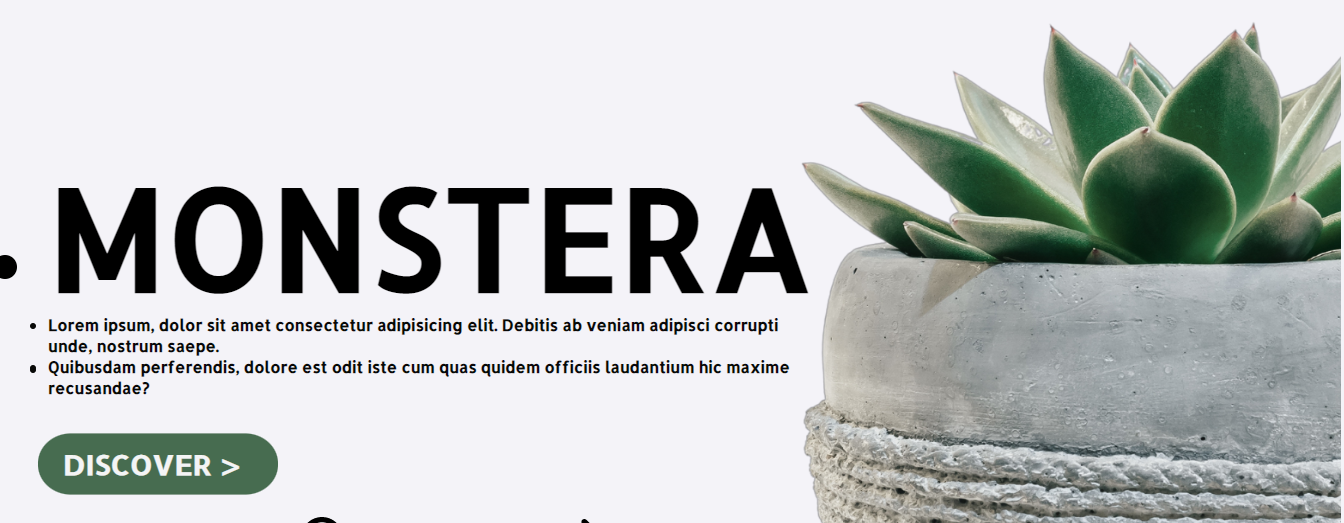 MONSTERA
Lorem ipsum, dolor sit amet consectetur adipisicing elit. Debitis ab veniam adipisci corrupti
unde, nostrum saepe.
Quibusdam perferendis, dolore est odit iste cum quas quidem officiis laudantium hic maxime
recusandae?
DISCOVER >